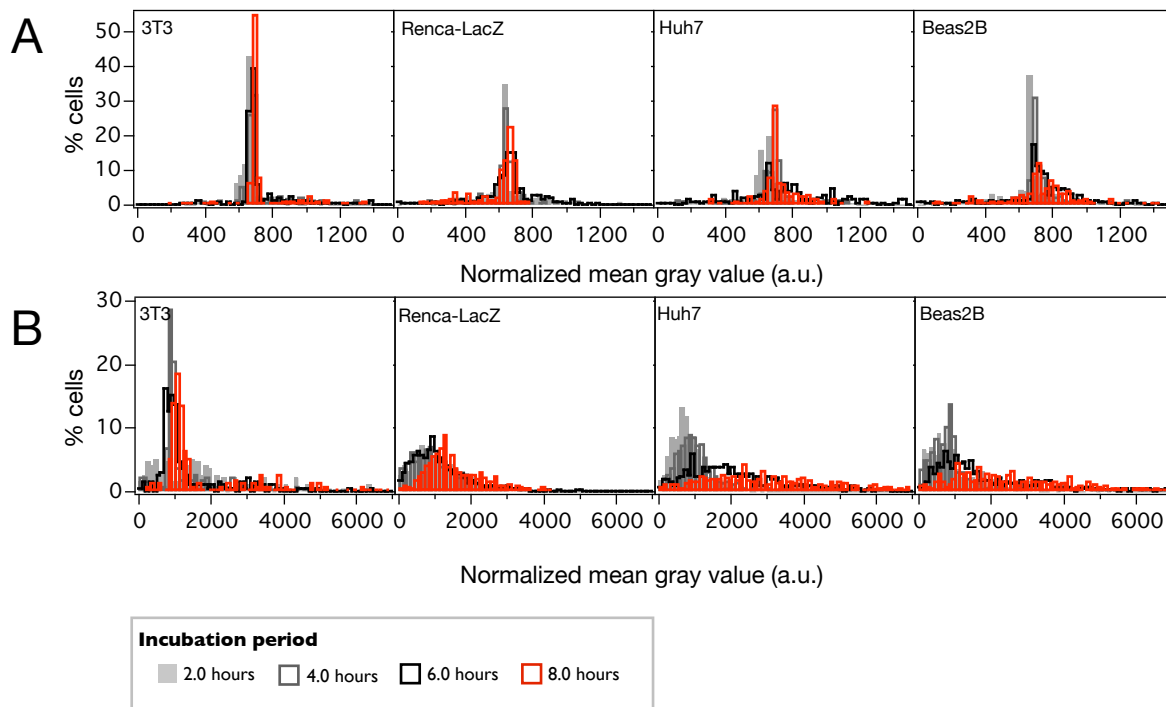 A
3T3 Renca-LacZ Huh7 Beas2B
% cells
50
40
30
20
10
0
0 400 800 1200 0 400 800 1200 0 400 800 1200 0 400 800 1200
Normalized mean gray value (a.u.)
B
3T3 Renca-LacZ Huh7 Beas2B
% cells
30
20
10
0
0 2000 4000 6000 0 2000 4000 6000 0 2000 4000 6000 0 2000 4000 6000
Normalized mean gray value (a.u.)
Incubation period
2.0 hours 4.0 hours 6.0 hours 8.0 hours